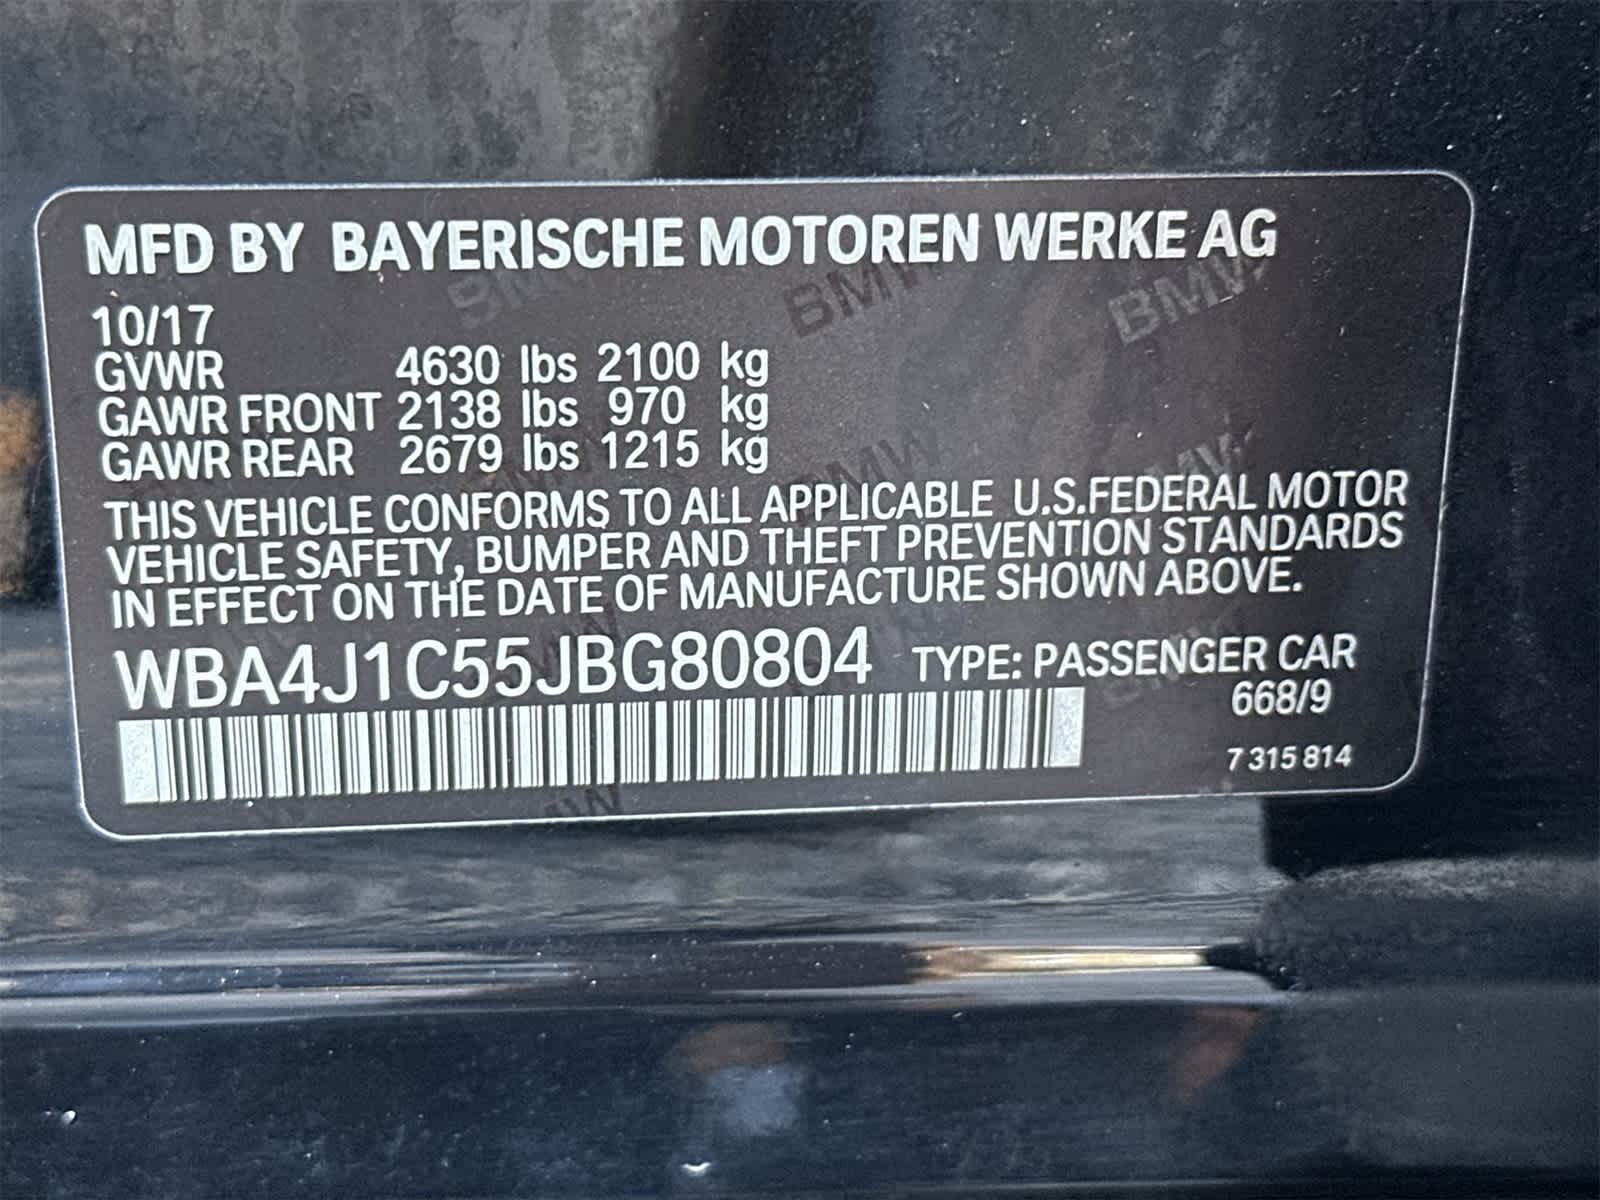 MFD BY BAYERISCHE MOTOREN WERKE AG
10/17
GVWR 4630 lbs 2100 kg
GAWR FRONT 2138 lbs 970 kg
GAWR REAR 2679 lbs 1215 kg
THIS VEHICLE CONFORMS TO ALL APPLICABLE U.S.FEDERAL MOTOR
VEHICLE SAFETY, BUMPER AND THEFT PREVENTION STANDARDS
IN EFFECT ON THE DATE OF MANUFACTURE SHOWN ABOVE.
WBA4J1C55JBG80804 TYPE: PASSENGER CAR
668/9
7 315 814